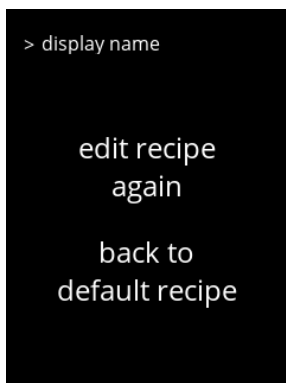 > display name
edit recipe
again
back to
default recipe